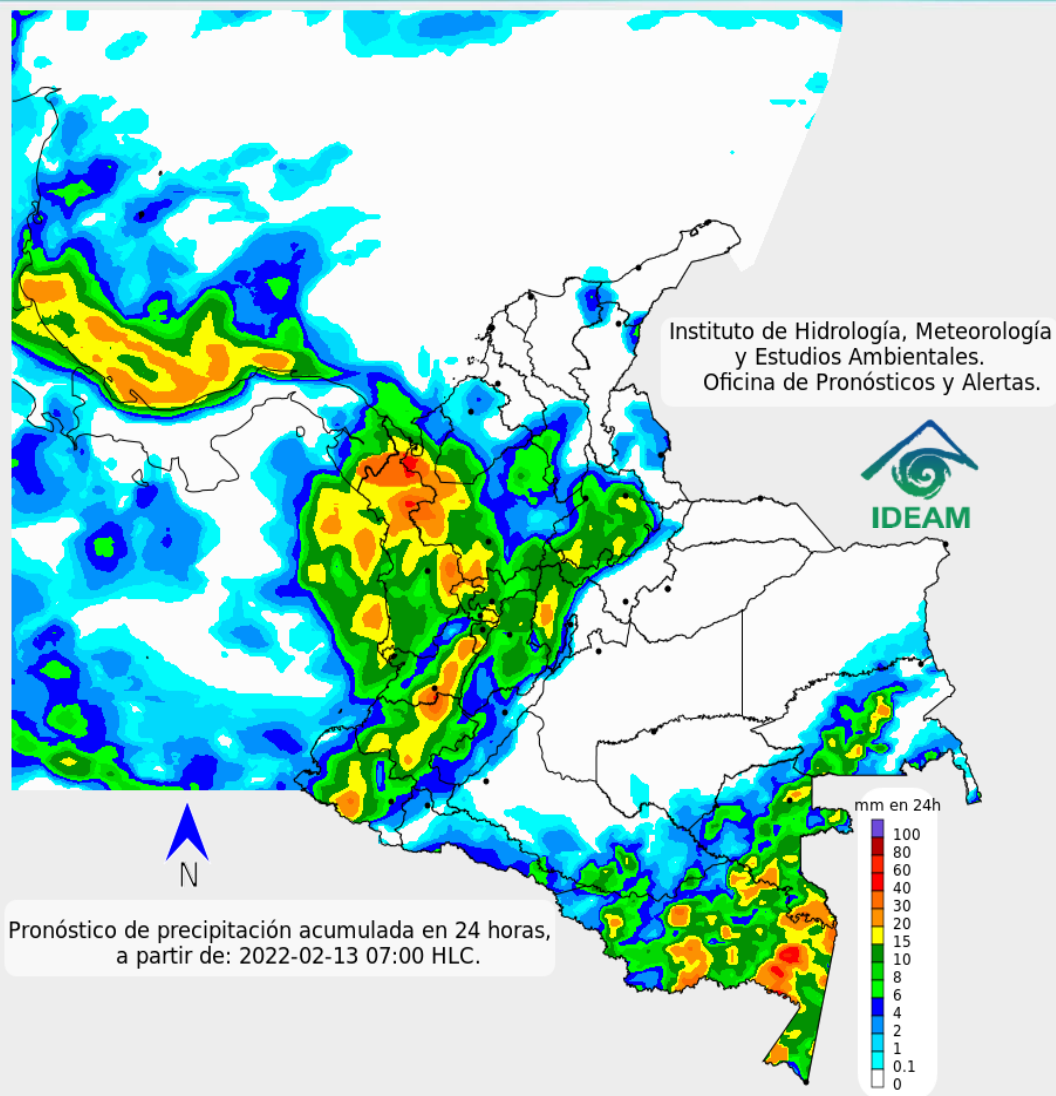 Instituto de Hidrología, Meteorología
y Estudios Ambientales.
Oficina de Pronósticos y Alertas.
IDEAM
mm en 24h
100
80
60
40
30
20
15
10
8
6
4
2
1
0.1
0
N
Pronóstico de precipitación acumulada en 24 horas,
a partir de: 2022-02-13 07:00 HLC.